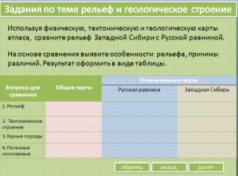 Задания по теме рельеф и геологическое строение
Используя физическую, тектоническую и геологическую карты
атласа, сравните рельеф Западной Сибири с Русской равниной.
На основе сравнения выявите особенности рельефа, причины
различий. Результат оформить в виде таблицы.
Вопросы для сравнения
Общие черты
Отличительные черты
Русская равнина
Западная Сибирь
1. Рельеф
2. Тектоническое строение
3. Горные породы
4. Полезные ископаемые
образец
вывод
далее